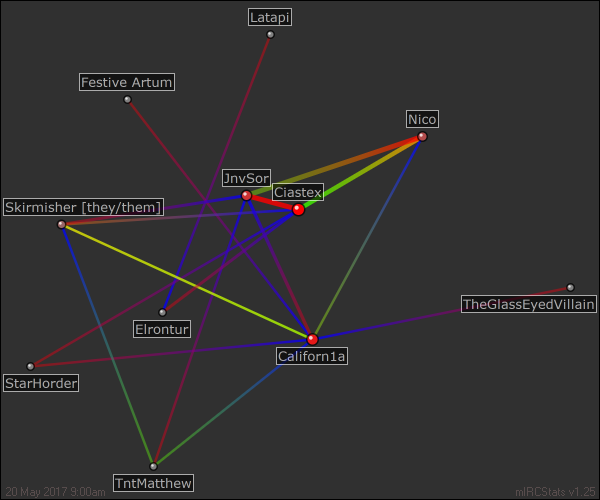 Latapi
Festive Artum
Nico
JnvSor
Ciastex
Skirmisher [they/them]
TheGlassEyedVillain
Elrontur
Californ1a
StarHorder
TntMatthew
20 May 2017 9:00am
mIRCStats v1.25